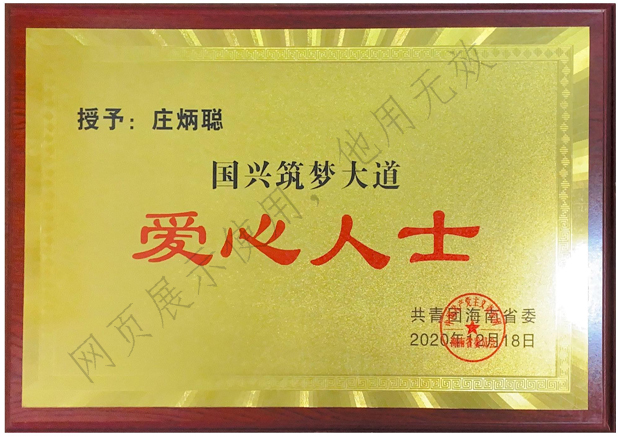 授予：庄炳聪
国兴筑梦大道
爱心人士
共青团海南省委
2020年12月18日
网页展示使用，他用无效